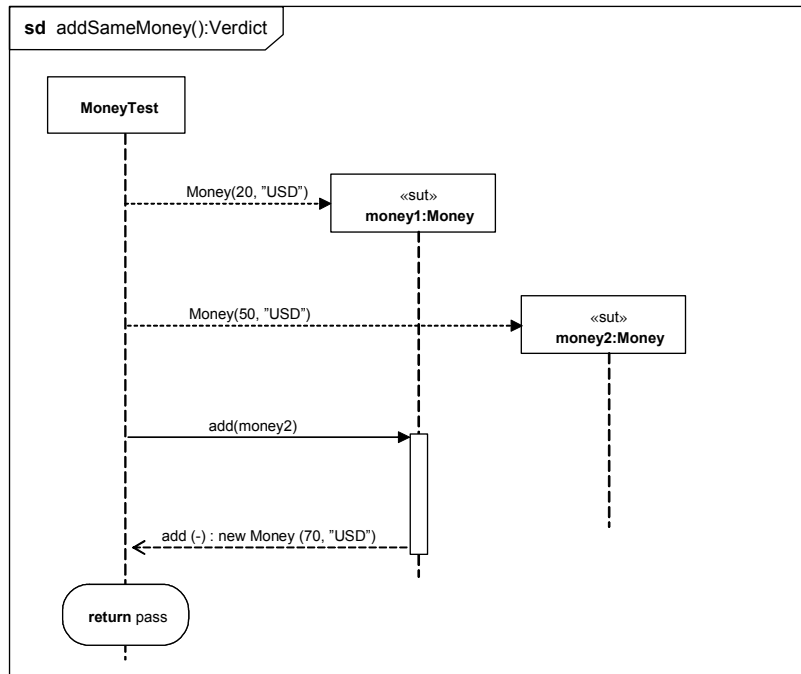 sd addSameMoney():Verdict
MoneyTest
Money(20, ”USD”)
«sut»
money1:Money
Money(50, ”USD”)
«sut»
money2:Money
add(money2)
add (-) : new Money (70, ”USD”)
return pass